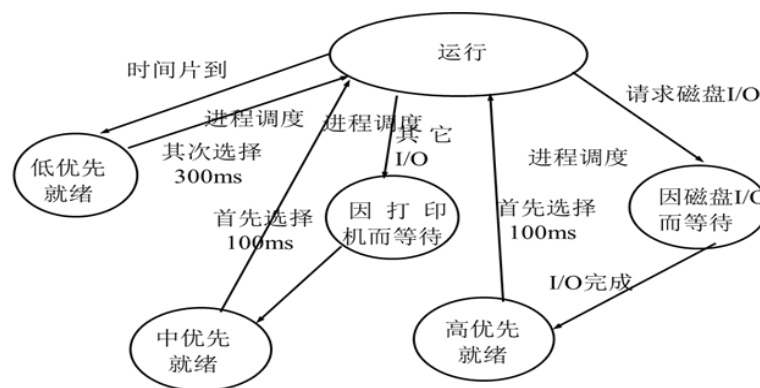 运行
时间片到
请求磁盘I/O
进程调度
进程调度
其它
I/O
进程调度
其次选择
300ms
低优先
就绪
首先选择
100ms
因打印
机而等待
首先选择
100ms
因磁盘I/O
而等待
I/O完成
中优先
就绪
高优先
就绪